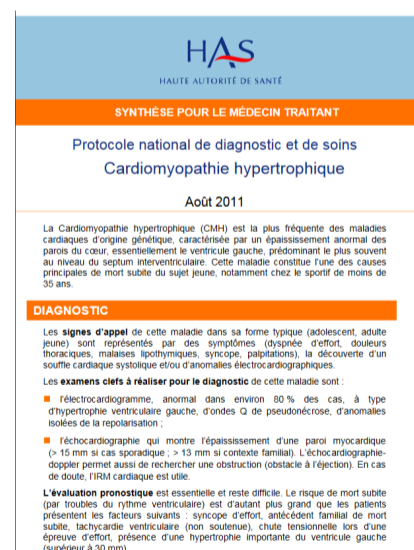 HAS
HAUTE AUTORITÉ DE SANTÉ
SYNTHÈSE POUR LE MÉDECIN TRAITANT
Protocole national de diagnostic et de soins
Cardiomyopathie hypertrophique
Août 2011
La Cardiomyopathie hypertrophique (CMH) est la plus fréquente des maladies
cardiaques d'origine génétique, caractérisée par un épaississement anormal des
parois du cœur, essentiellement le ventricule gauche, prédominant le plus souvent
au niveau du septum interventriculaire. Cette maladie constitue l'une des causes
principales de mort subite du sujet jeune, notamment chez le sportif de moins de
35 ans.
DIAGNOSTIC
Les signes d'appel de cette maladie dans sa forme typique (adolescent, adulte
jeune) sont représentés par des symptômes (dyspnée d'effort, douleurs
thoraciques, malaises lipothymiques, syncope, palpitations), la découverte d'un
souffle cardiaque systolique et/ou d'anomalies électrocardiographiques.
Les examens clefs à réaliser pour le diagnostic de cette maladie sont :
l'électrocardiogramme, anormal dans environ 80 % des cas, à type
d'hypertrophie ventriculaire gauche, d'ondes Q de pseudonécrose, d'anomalies
isolées de la repolarisation ;
l'échocardiographie qui montre l'épaississement d'une paroi myocardique
(> 15 mm si cas sporadique ; > 13 mm si contexte familial). L'échocardiographie-
doppler permet aussi de rechercher une obstruction (obstacle à l'éjection). En cas
de doute, l'IRM cardiaque est utile.
L'évaluation pronostique est essentielle et reste difficile. Le risque de mort subite
(par troubles du rythme ventriculaire) est d'autant plus grand que les patients
présentent les facteurs suivants : syncope d'effort, antécédent familial de mort
subite, tachycardie ventriculaire (non soutenue), chute tensionnelle lors d'une
épreuve d'effort, présence d'une hypertrophie importante du ventricule gauche
(supérieur à 30 mm)